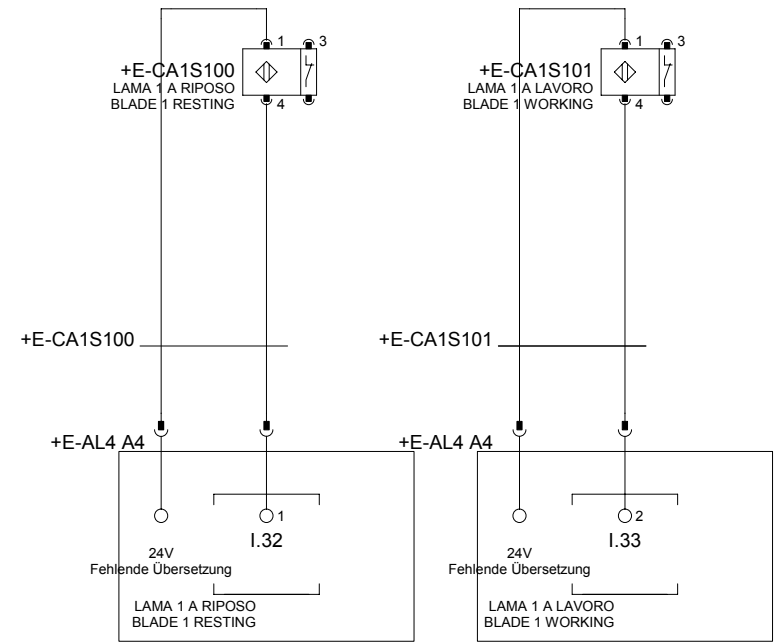 1 3
+E-CA1S100
LAMA 1 A RIPOSO
BLADE 1 RESTING
4
1 3
+E-CA1S101
LAMA 1 A LAVORO
BLADE 1 WORKING
4
+E-CA1S100
+E-CA1S101
+E-AL4 A4
1
I.32
24V
Fehlende Übersetzung
LAMA 1 A RIPOSO
BLADE 1 RESTING
+E-AL4 A4
2
I.33
24V
Fehlende Übersetzung
LAMA 1 A LAVORO
BLADE 1 WORKING